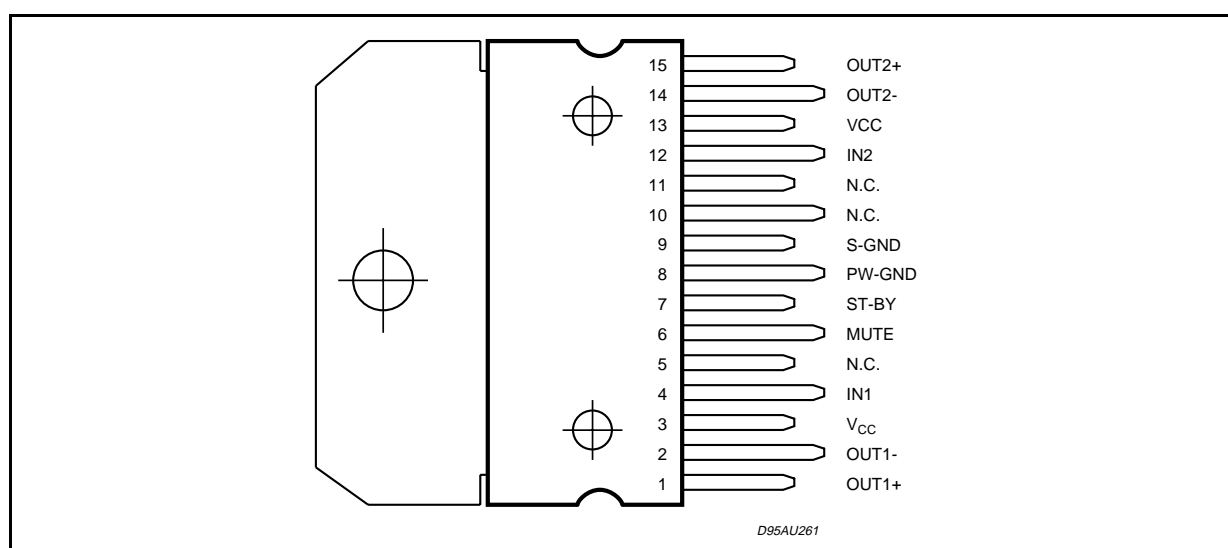 15 OUT2+
14 OUT2-
13 VCC
12 IN2
11 N.C.
10 N.C.
9 S-GND
8 PW-GND
7 ST-BY
6 MUTE
5 N.C.
4 IN1
3 VCC
2 OUT1-
1 OUT1+
D95AU261